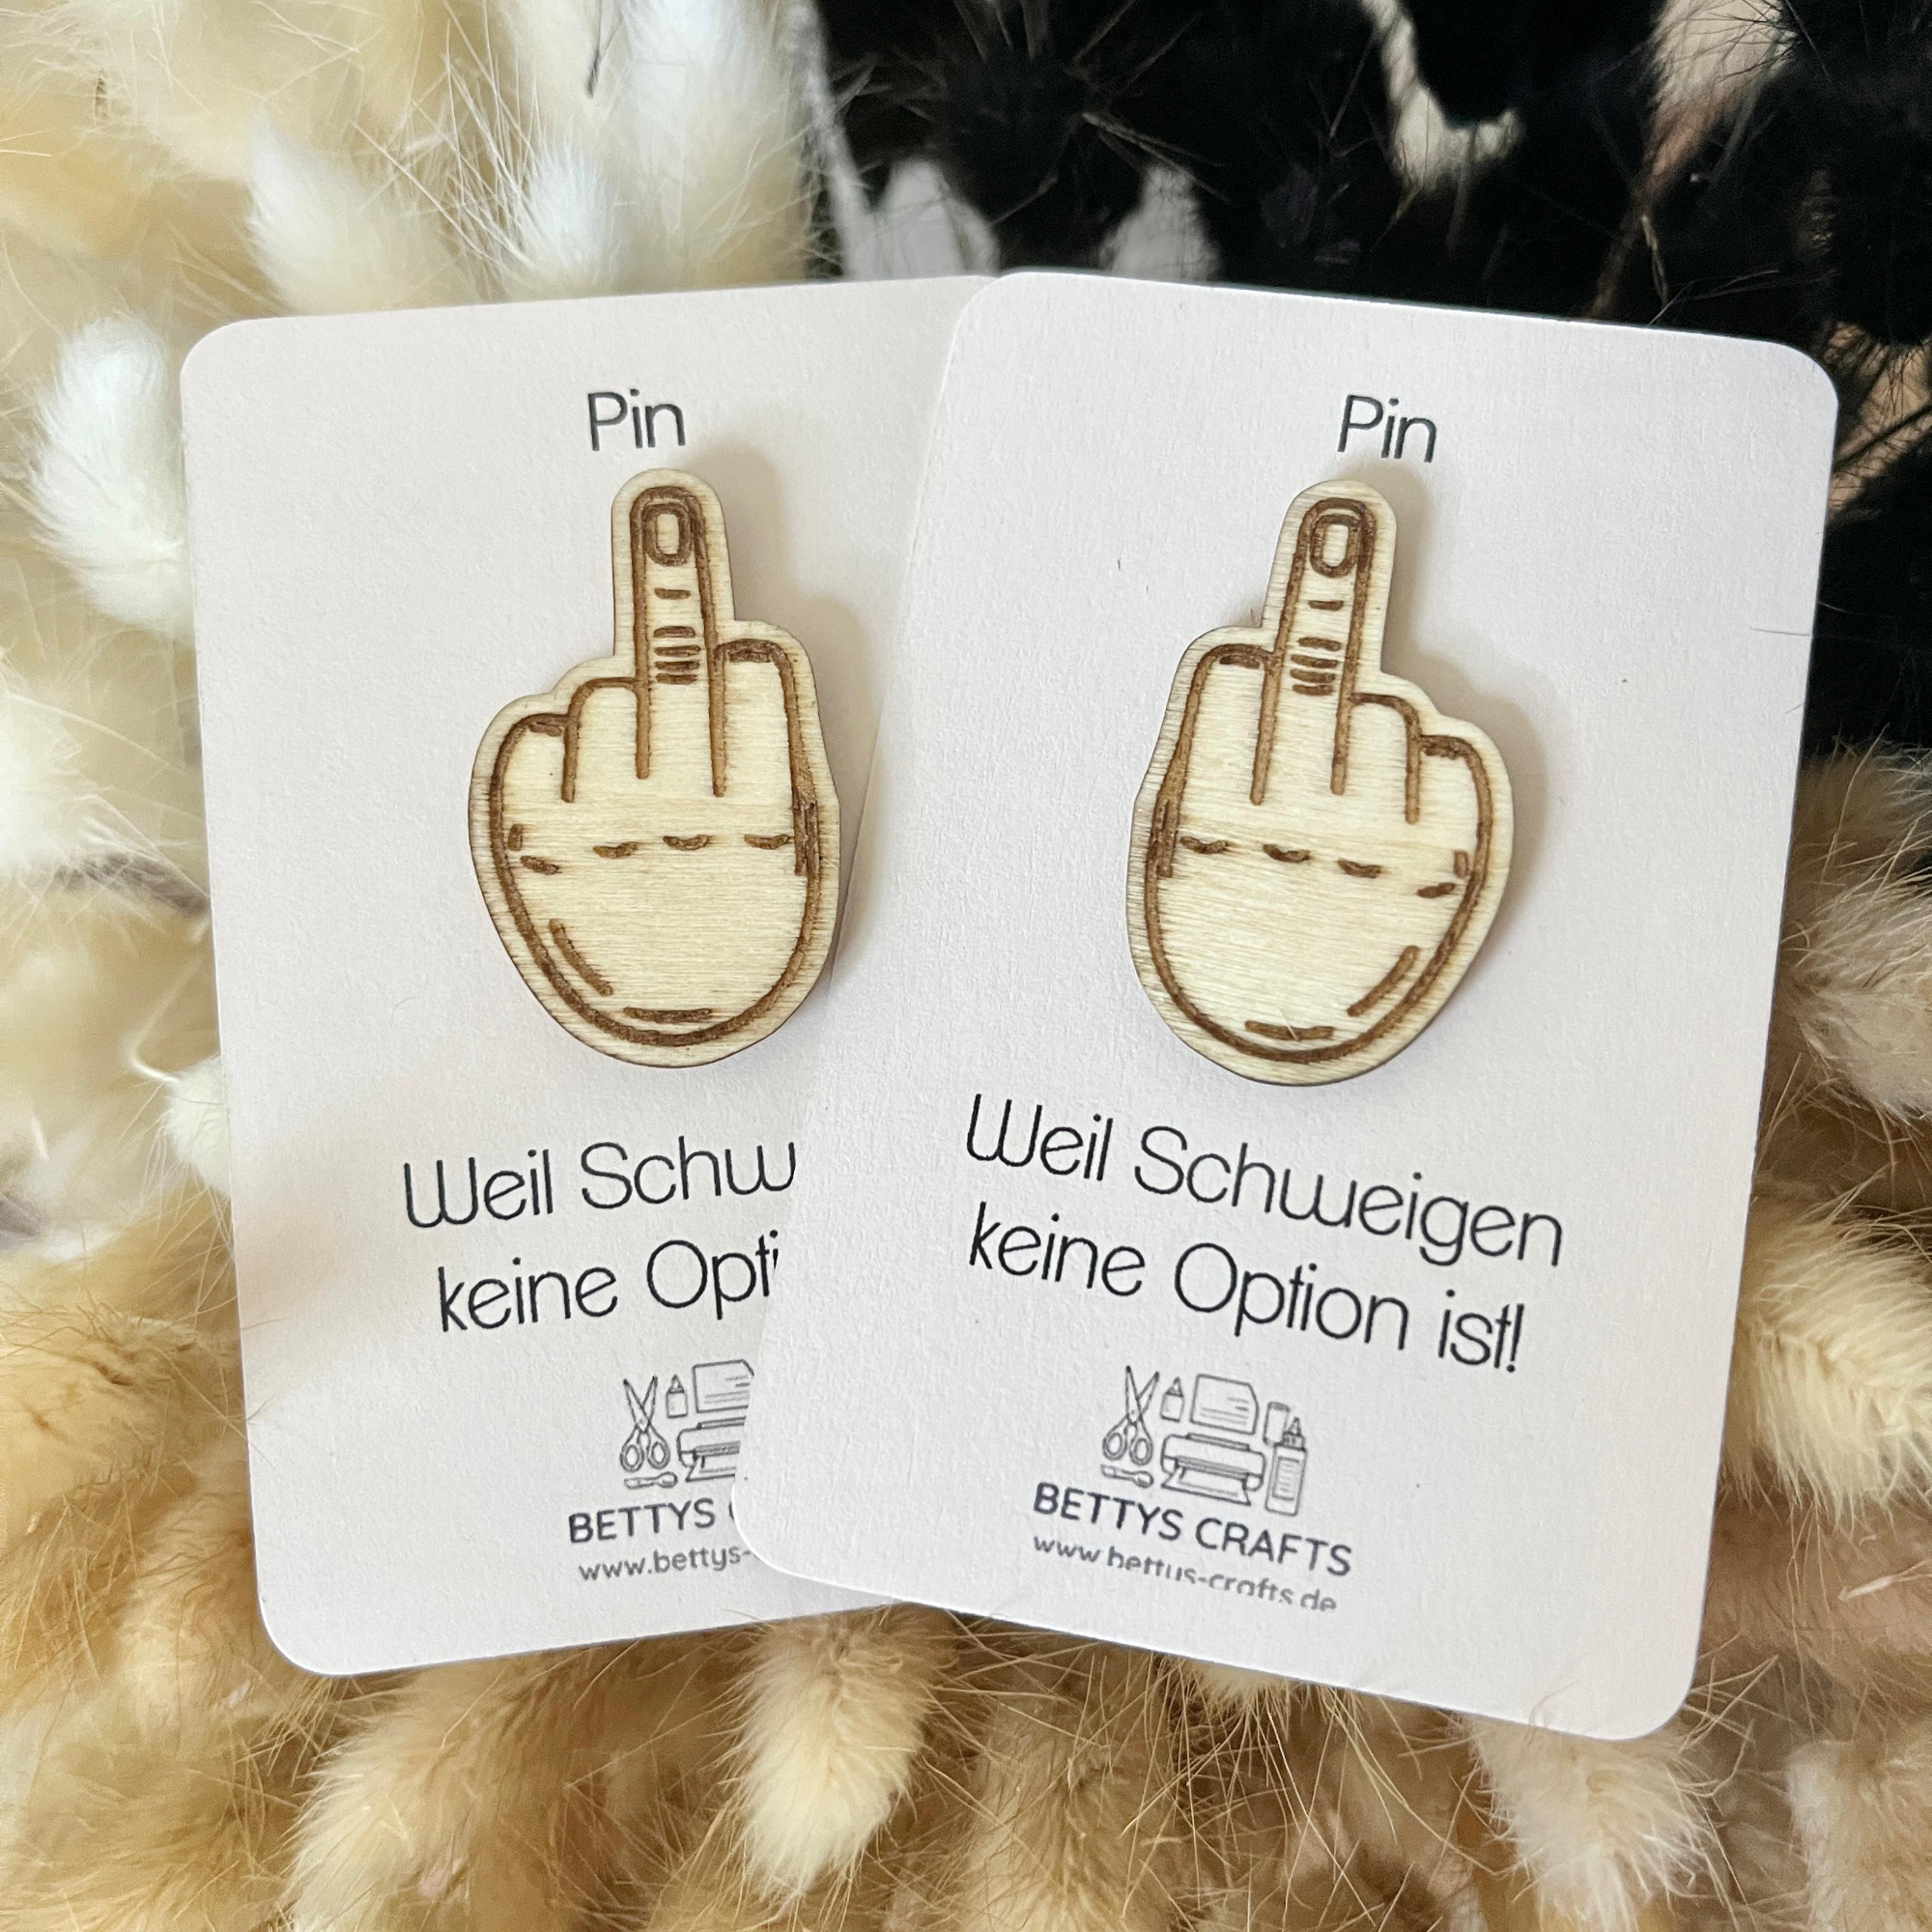 Pin
Weil Schw
keine Opti
BETTYS
www.bettys-
Pin
Weil Schweigen
keine Option ist!
BETTYS CRAFTS
www.bettys-crafts.de